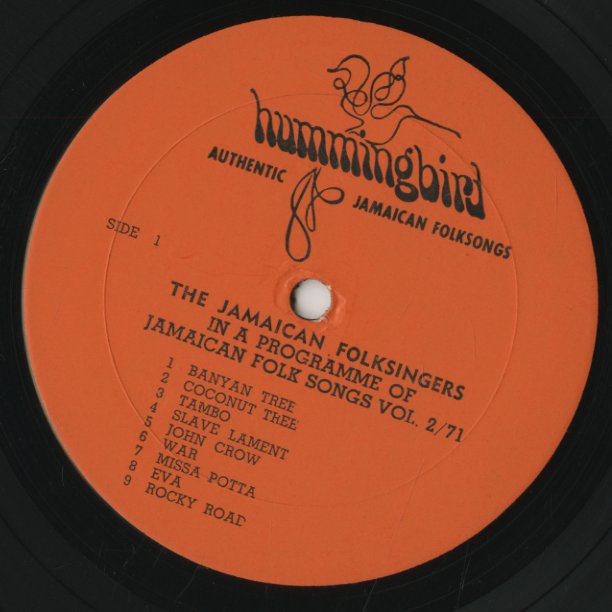 hummingbird
AUTHENTIC JAMAICAN FOLKSONGS
SIDE 1
THE JAMAICAN FOLKSINGERS
IN A PROGRAMME OF
JAMAICAN FOLK SONGS VOL. 2/71
1 BANYAN TREE
2 COCONUT TREE
3 TAMBO
4 SLAVE LAMENT
5 JOHN CROW
6 WAR
7 MISSA POTTA
8 EVA
9 ROCKY ROAD